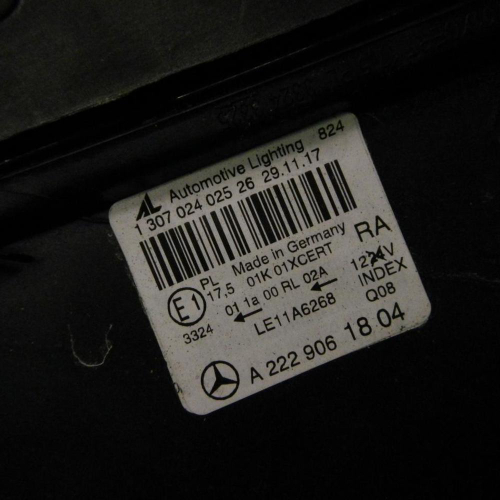 AL Automotive Lighting 824
1 307 024 025 26 29.11.17
Made in Germany RA
E1 PL 17,5 01K 01XCERT 12V
01 1a 00 RL 02A INDEX
3324 LE11A6268 Q08
A 222 906 18 04